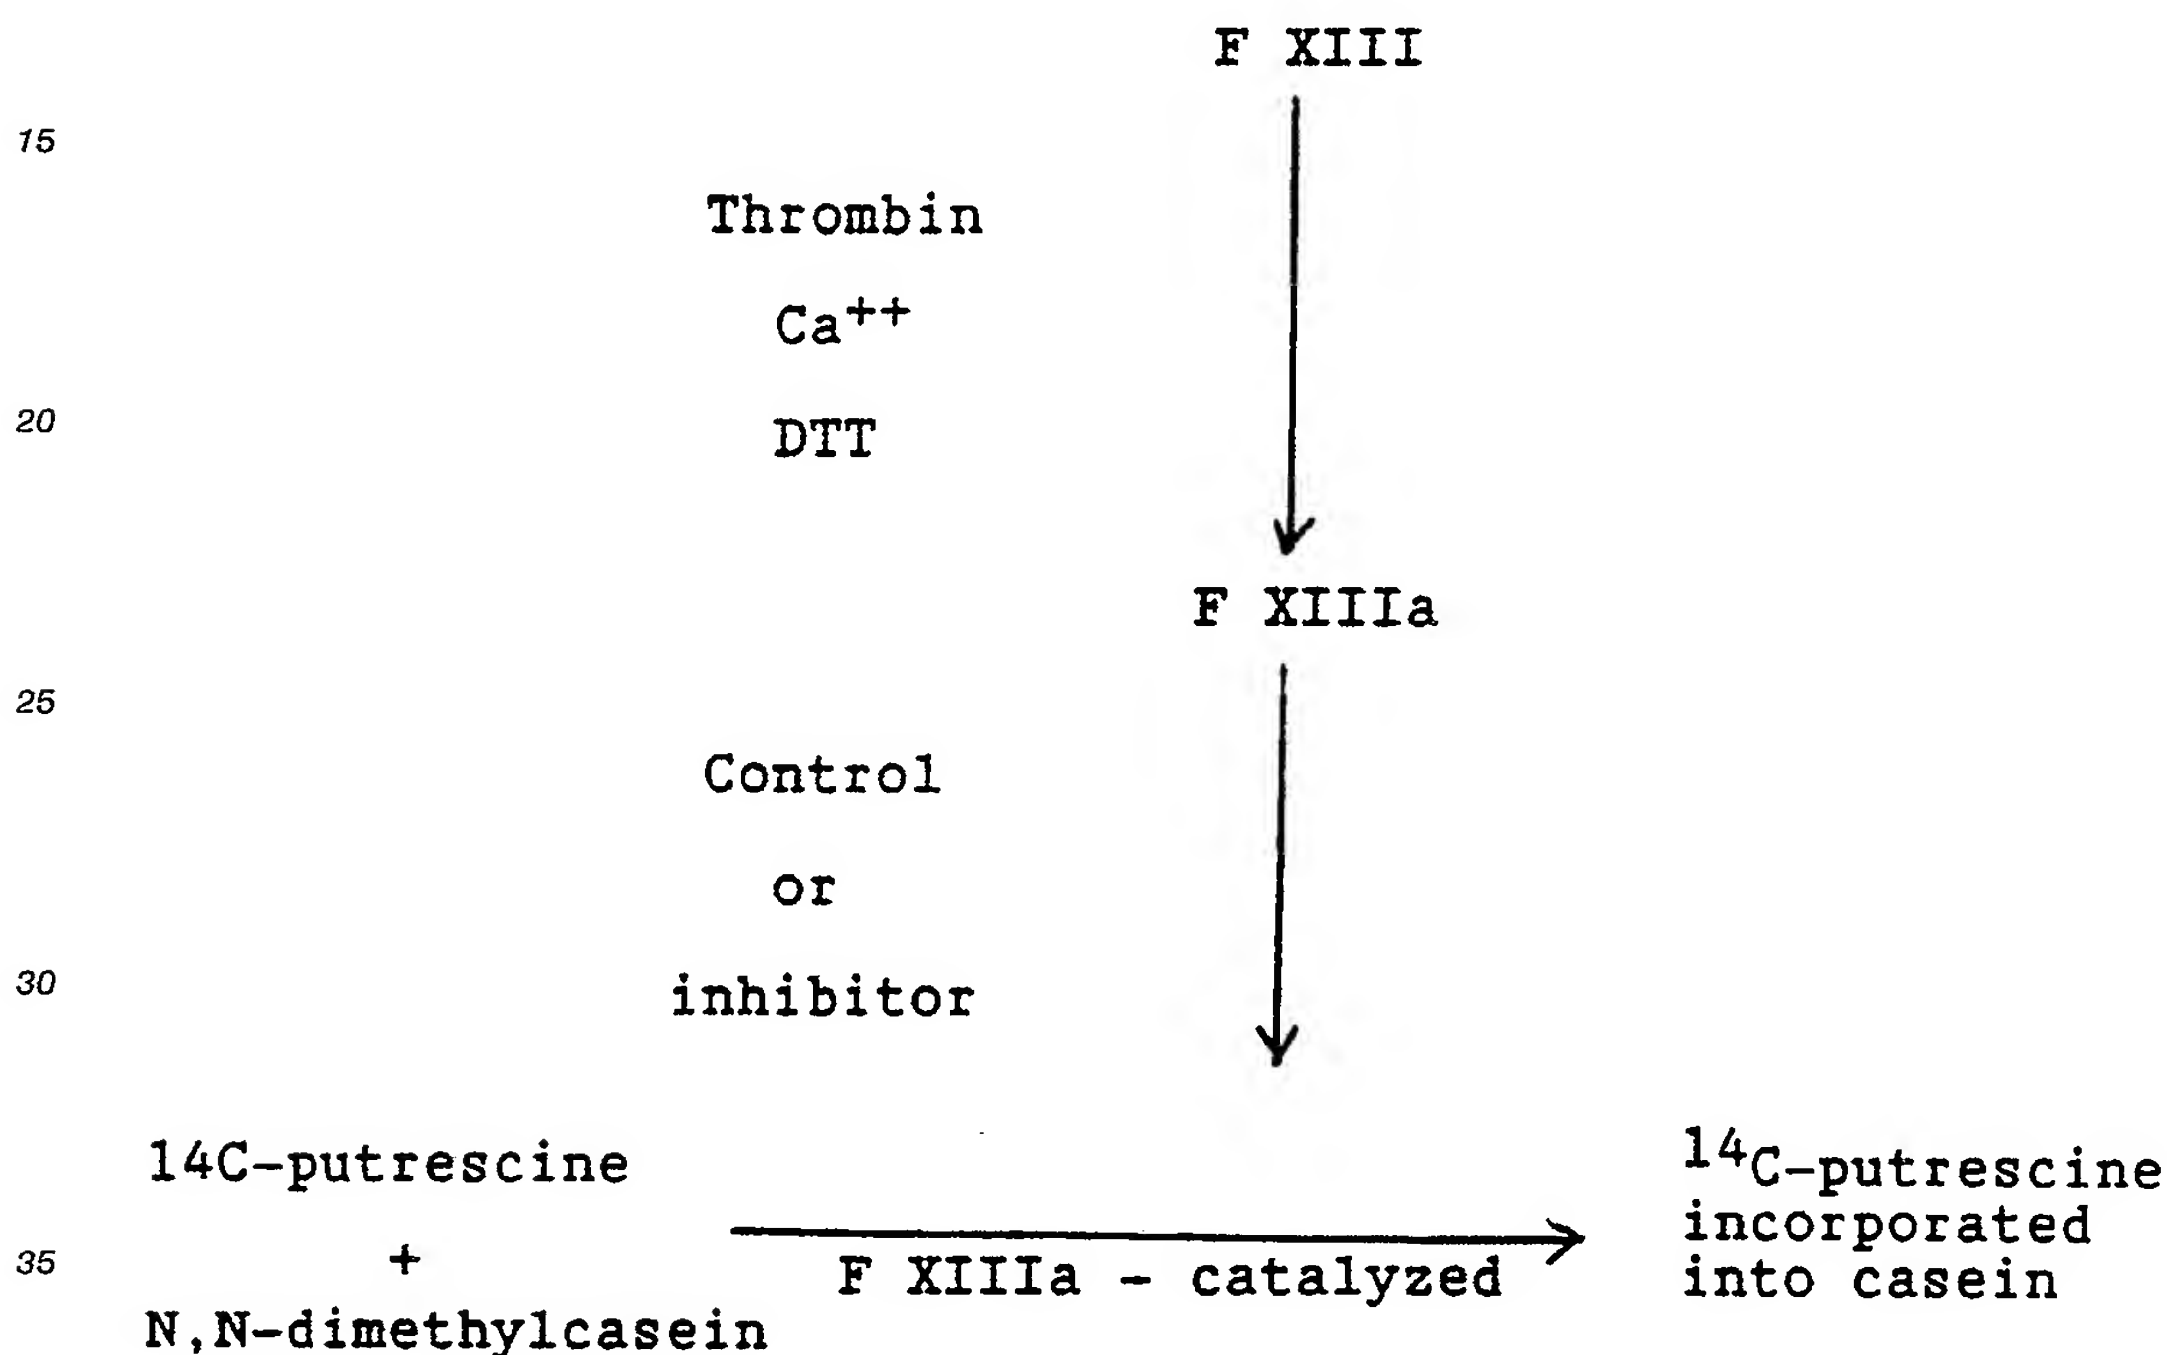 F XIII
15
Thrombin
Ca⁺⁺
20
DTT
F XIIIa
25
Control
or
30
inhibitor
14C-putrescine
¹⁴C-putrescine
incorporated
35
+
F XIIIa - catalyzed
into casein
N,N-dimethylcasein